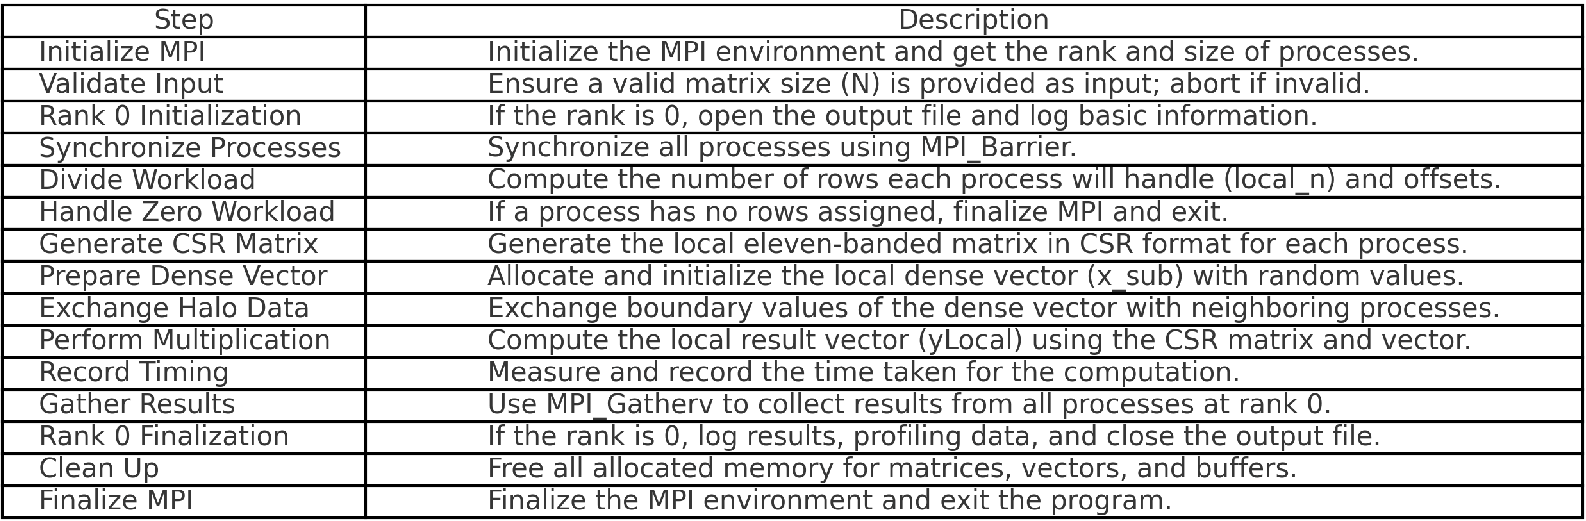 Step Description
Initialize MPI Initialize the MPI environment and get the rank and size of processes.
Validate Input Ensure a valid matrix size (N) is provided as input; abort if invalid.
Rank 0 Initialization If the rank is 0, open the output file and log basic information.
Synchronize Processes Synchronize all processes using MPI_Barrier.
Divide Workload Compute the number of rows each process will handle (local_n) and offsets.
Handle Zero Workload If a process has no rows assigned, finalize MPI and exit.
Generate CSR Matrix Generate the local eleven-banded matrix in CSR format for each process.
Prepare Dense Vector Allocate and initialize the local dense vector (x_sub) with random values.
Exchange Halo Data Exchange boundary values of the dense vector with neighboring processes.
Perform Multiplication Compute the local result vector (yLocal) using the CSR matrix and vector.
Record Timing Measure and record the time taken for the computation.
Gather Results Use MPI_Gatherv to collect results from all processes at rank 0.
Rank 0 Finalization If the rank is 0, log results, profiling data, and close the output file.
Clean Up Free all allocated memory for matrices, vectors, and buffers.
Finalize MPI Finalize the MPI environment and exit the program.